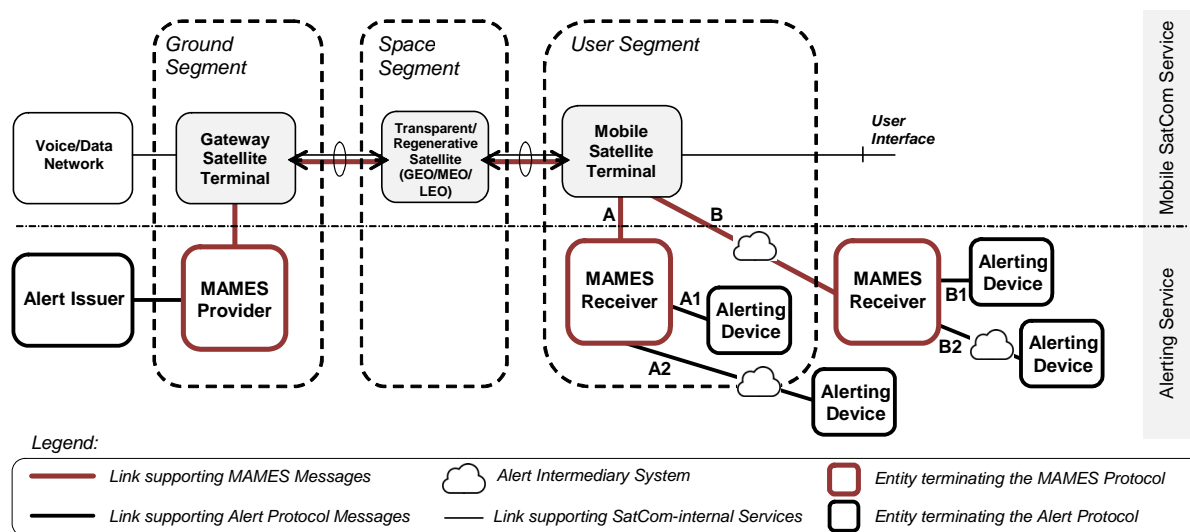 Ground
Segment
Space
Segment
User Segment
Mobile SatCom Service
Voice/Data
Network
Gateway
Satellite
Terminal
Transparent/
Regenerative
Satellite
(GEO/MEO/
LEO)
Mobile
Satellite
Terminal
User
Interface
A
B
Alert Issuer
MAMES
Provider
MAMES
Receiver
A1
Alerting
Device
A2
Alerting
Device
MAMES
Receiver
B1
Alerting
Device
B2
Alerting
Device
Alerting Service
Legend:
Link supporting MAMES Messages
Alert Intermediary System
Entity terminating the MAMES Protocol
Link supporting Alert Protocol Messages
Link supporting SatCom-internal Services
Entity terminating the Alert Protocol